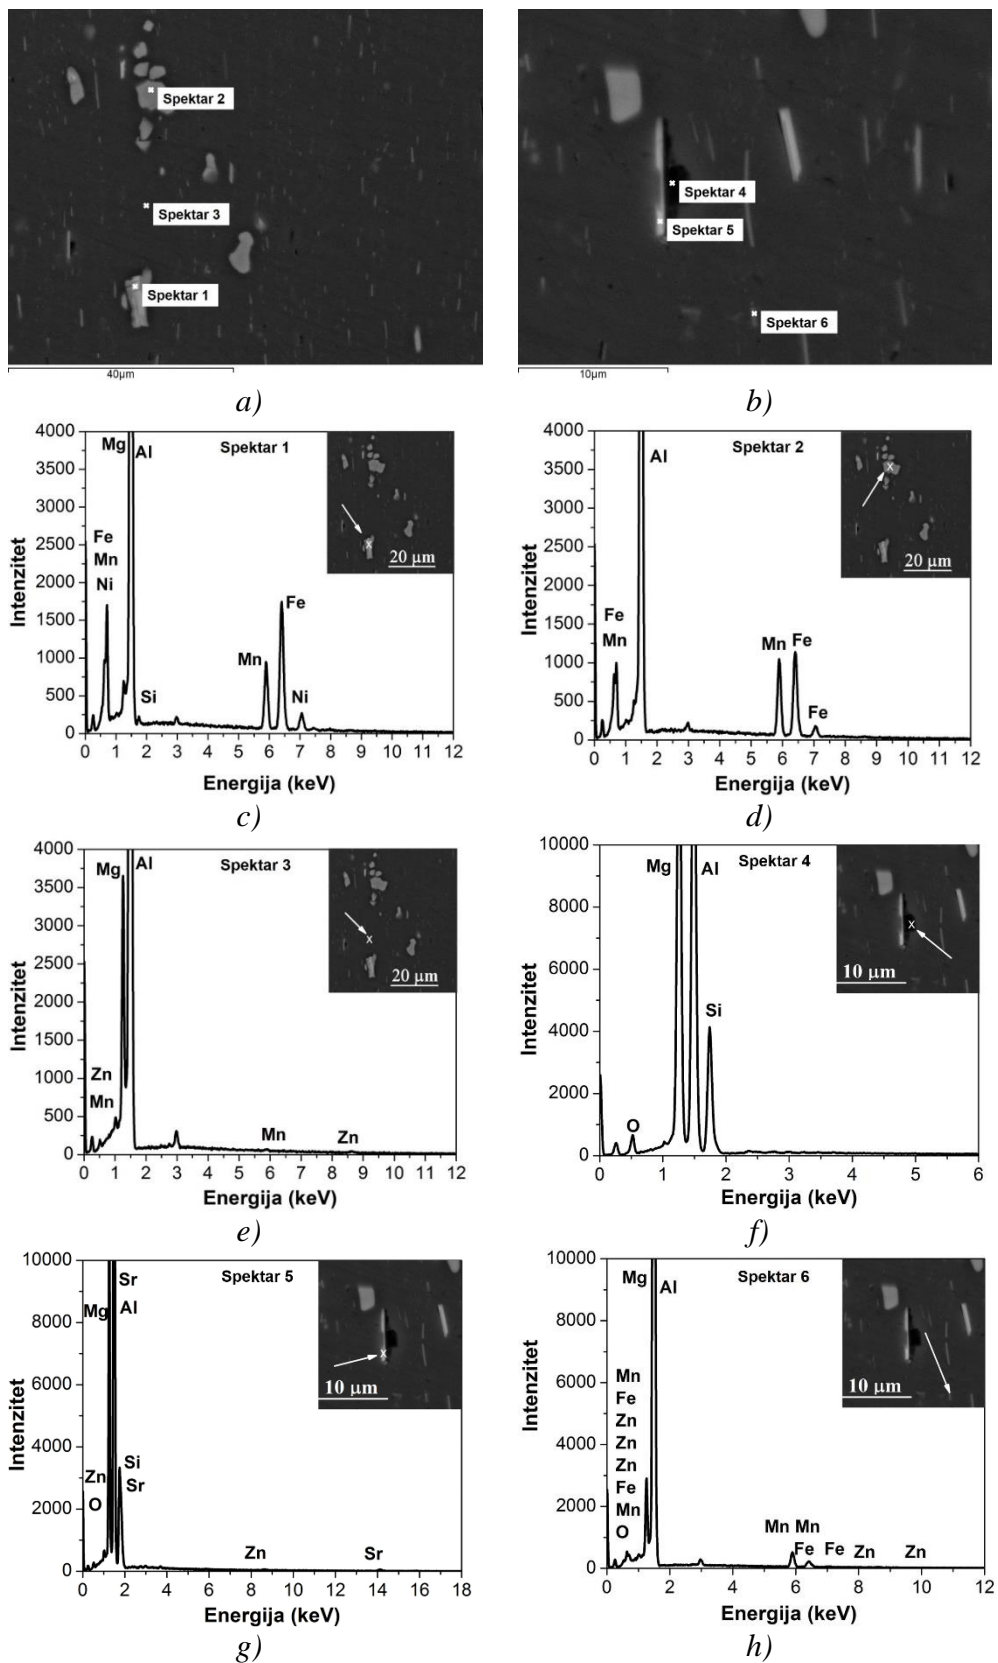 Spektar 2
Spektar 3
Spektar 1
40µm
Spektar 4
Spektar 5
Spektar 6
10µm
a)
b)
4000
3500
3000
2500
2000
1500
1000
500
0
Intenzitet
Mg
Al
Spektar 1
Fe
Mn
Ni
Si
Mn
Fe
Ni
20 µm
0 1 2 3 4 5 6 7 8 9 10 11 12
Energija (keV)
c)
4000
3500
3000
2500
2000
1500
1000
500
0
Intenzitet
Al
Spektar 2
Fe
Mn
Mn
Fe
Fe
20 µm
0 1 2 3 4 5 6 7 8 9 10 11 12
Energija (keV)
d)
4000
3500
3000
2500
2000
1500
1000
500
0
Intenzitet
Mg
Al
Spektar 3
Zn
Mn
Mn
Zn
20 µm
0 1 2 3 4 5 6 7 8 9 10 11 12
Energija (keV)
e)
10000
8000
6000
4000
2000
0
Intenzitet
Mg
Al
Spektar 4
Si
O
10 µm
0 1 2 3 4 5 6
Energija (keV)
f)
10000
8000
6000
4000
2000
0
Intenzitet
Sr
Mg
Al
Spektar 5
Zn
O
Si
Sr
Zn
Sr
10 µm
0 2 4 6 8 10 12 14 16 18
Energija (keV)
g)
10000
8000
6000
4000
2000
0
Intenzitet
Mg
Al
Spektar 6
Mn
Fe
Zn
Zn
Zn
Fe
Mn
O
Mn Mn
Fe Fe Zn Zn
10 µm
0 2 4 6 8 10 12
Energija (keV)
h)